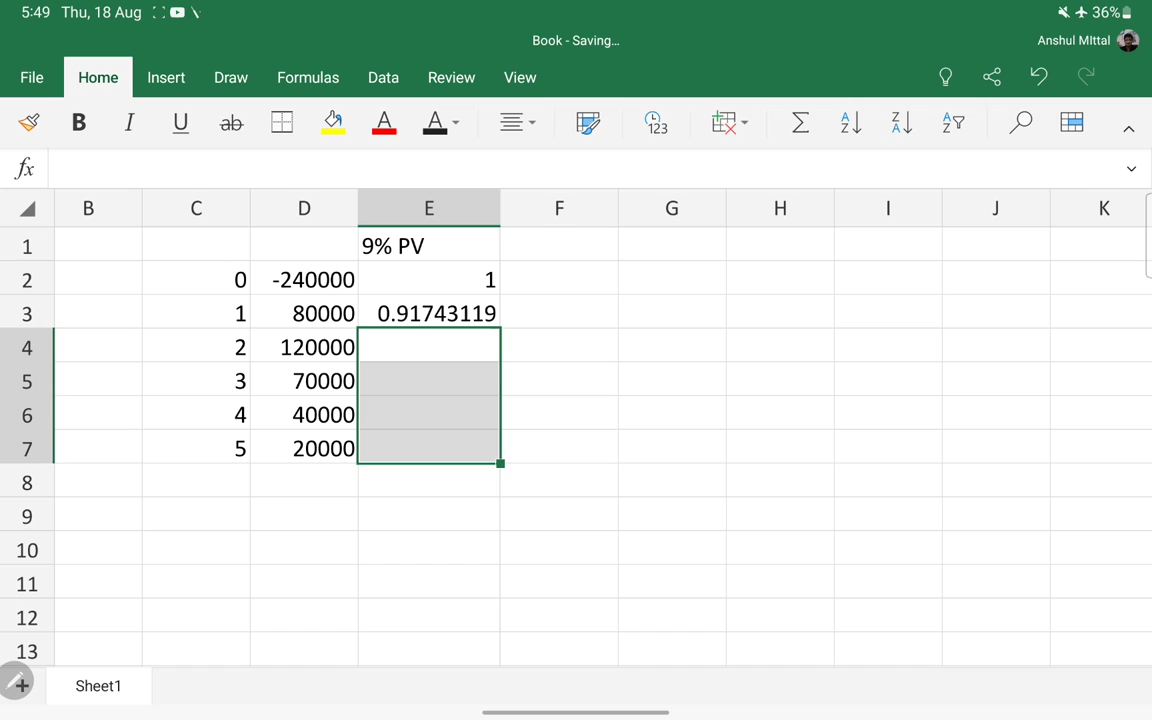 5:49 Thu, 18 Aug 36%
Book - Saving...
Anshul MIttal
File Home Insert Draw Formulas Data Review View
B I U ab A A 123 A Z Z A A Z
fx
B C D E F G H I J K
1 9% PV
2 0 -240000 1
3 1 80000 0.91743119
4 2 120000
5 3 70000
6 4 40000
7 5 20000
8
9
10
11
12
13
Sheet1